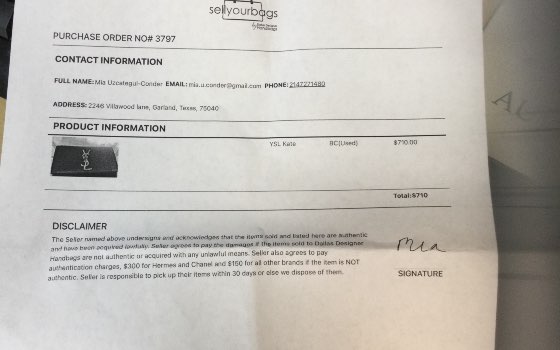 sellyourbags
PURCHASE ORDER NO# 3797
CONTACT INFORMATION
FULL NAME: Mia Uzcategui-Conder EMAIL: mia.u.conder@gmail.com PHONE: 2147271480
ADDRESS: 2246 Villawood lane, Garland, Texas, 75040
PRODUCT INFORMATION
YSL Kate BC(Used) $710.00
Total:$710
DISCLAIMER
The Seller named above undersigns and acknowledges that the items sold and listed here are authentic
and have been acquired lawfully. Seller agrees to pay the damages if the items sold to Dallas Designer
Handbags are not authentic or acquired with any unlawful means. Seller also agrees to pay
authentication charges, $300 for Hermes and Chanel and $150 for all other brands if the item is NOT
authentic. Seller is responsible to pick up their items within 30 days or else we dispose of them.
Mia
SIGNATURE